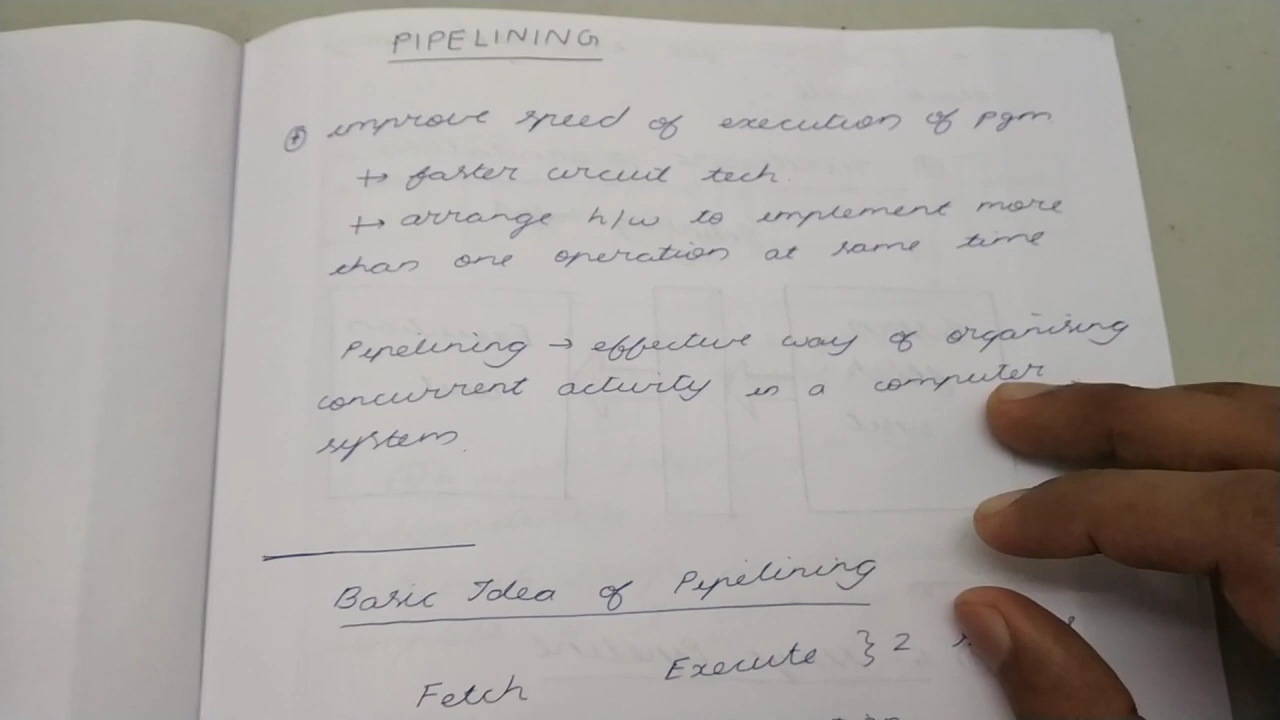 PIPELINING
improve speed of execution of pgm.
↦ faster circuit tech.
↦ arrange h/w to implement more
than one operation at same time
Pipelining → effective way of organising
concurrent activity in a computer
system.
Basic Idea of Pipelining
Execute } 2
Fetch